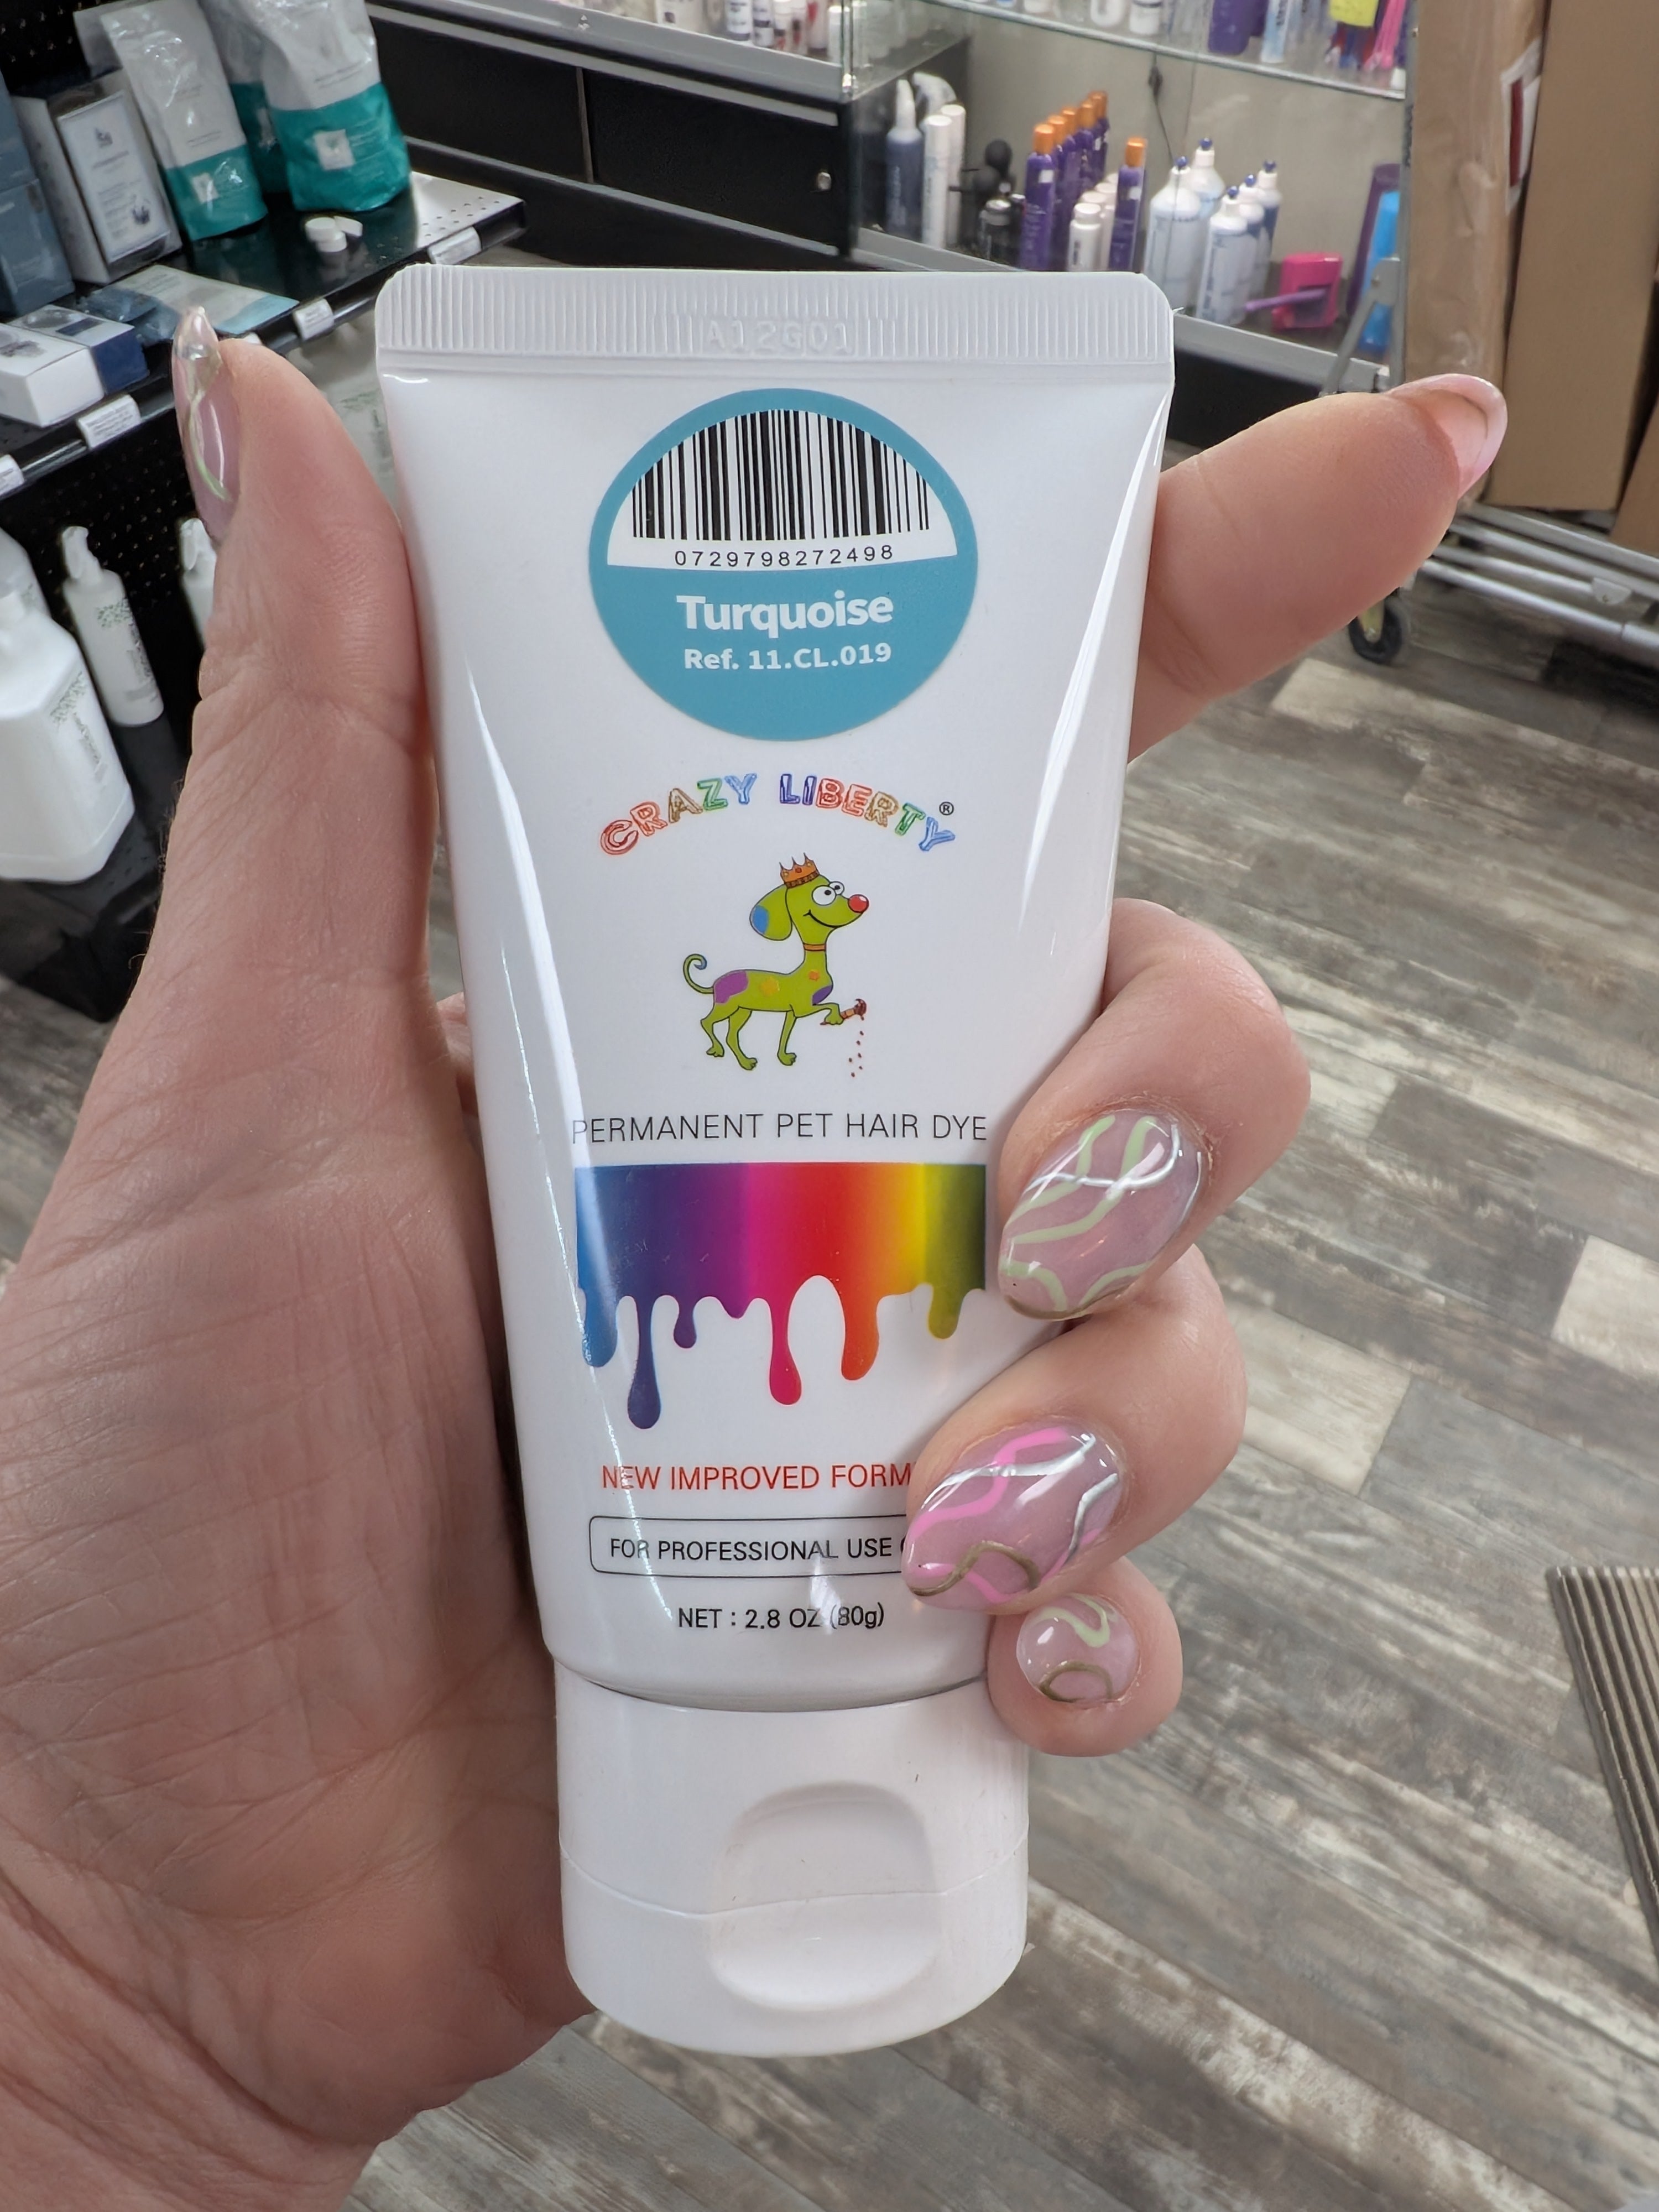 A12G01
0729798272498
Turquoise
Ref. 11.CL.019
CRAZY LIBERTY®
PERMANENT PET HAIR DYE
NEW IMPROVED FORM
FOR PROFESSIONAL USE
NET : 2.8 OZ (80g)